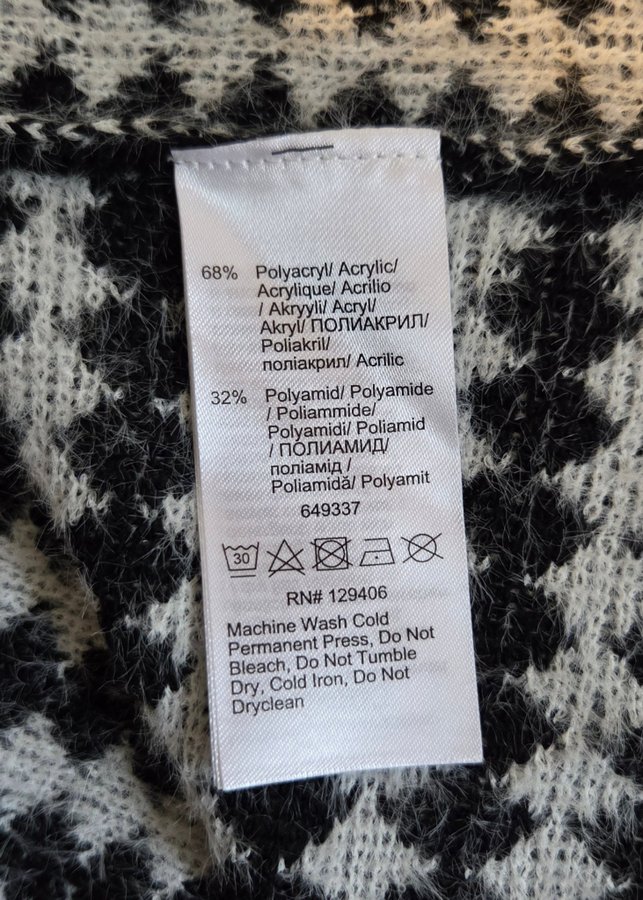 68% Polyacryl/ Acrylic/
Acrylique/ Acrilio
/ Akryyli/ Acryl/
Akryl/ ПОЛИАКРИЛ/
Poliakril/
поліакрил/ Acrilic
32% Polyamid/ Polyamide
/ Poliammide/
Polyamidi/ Poliamid
/ ПОЛИАМИД/
поліамід /
Poliamidă/ Polyamit
649337
30
RN# 129406
Machine Wash Cold
Permanent Press, Do Not
Bleach, Do Not Tumble
Dry, Cold Iron, Do Not
Dryclean